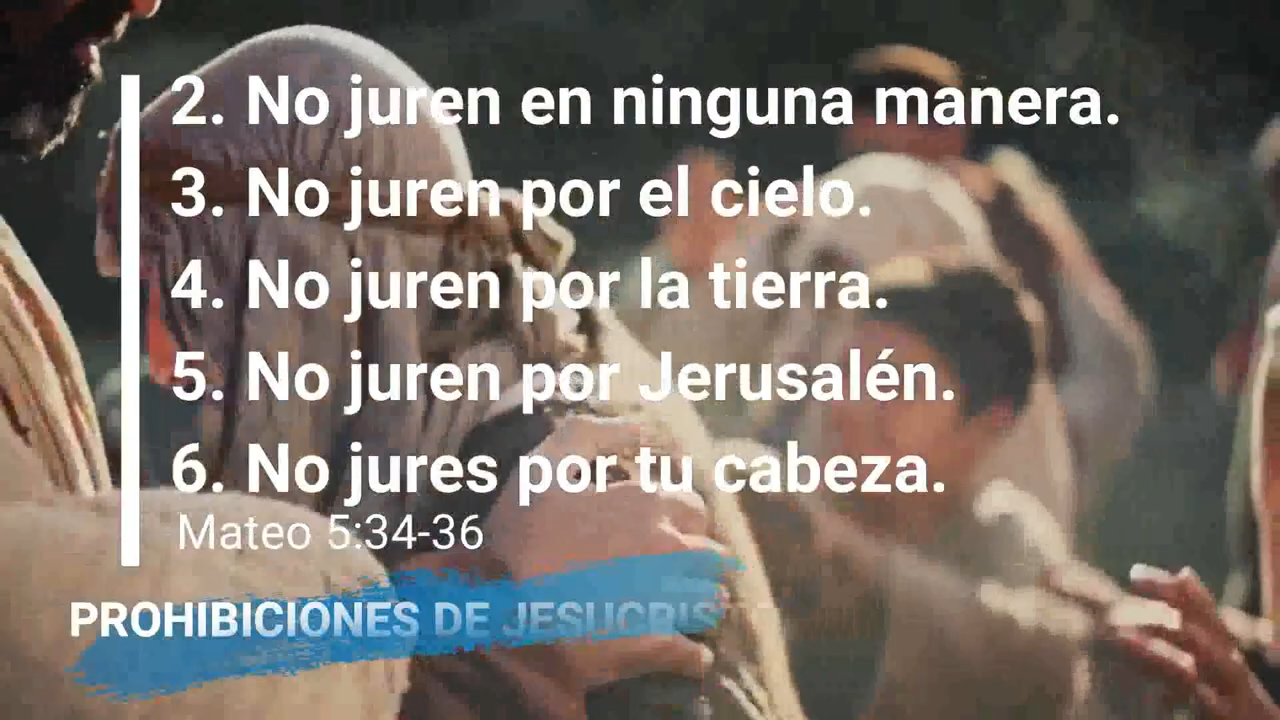 2. No juren en ninguna manera.
3. No juren por el cielo.
4. No juren por la tierra.
5. No juren por Jerusalén.
6. No jures por tu cabeza.
Mateo 5:34-36
PROHIBICIONES DE JESUCRISTO